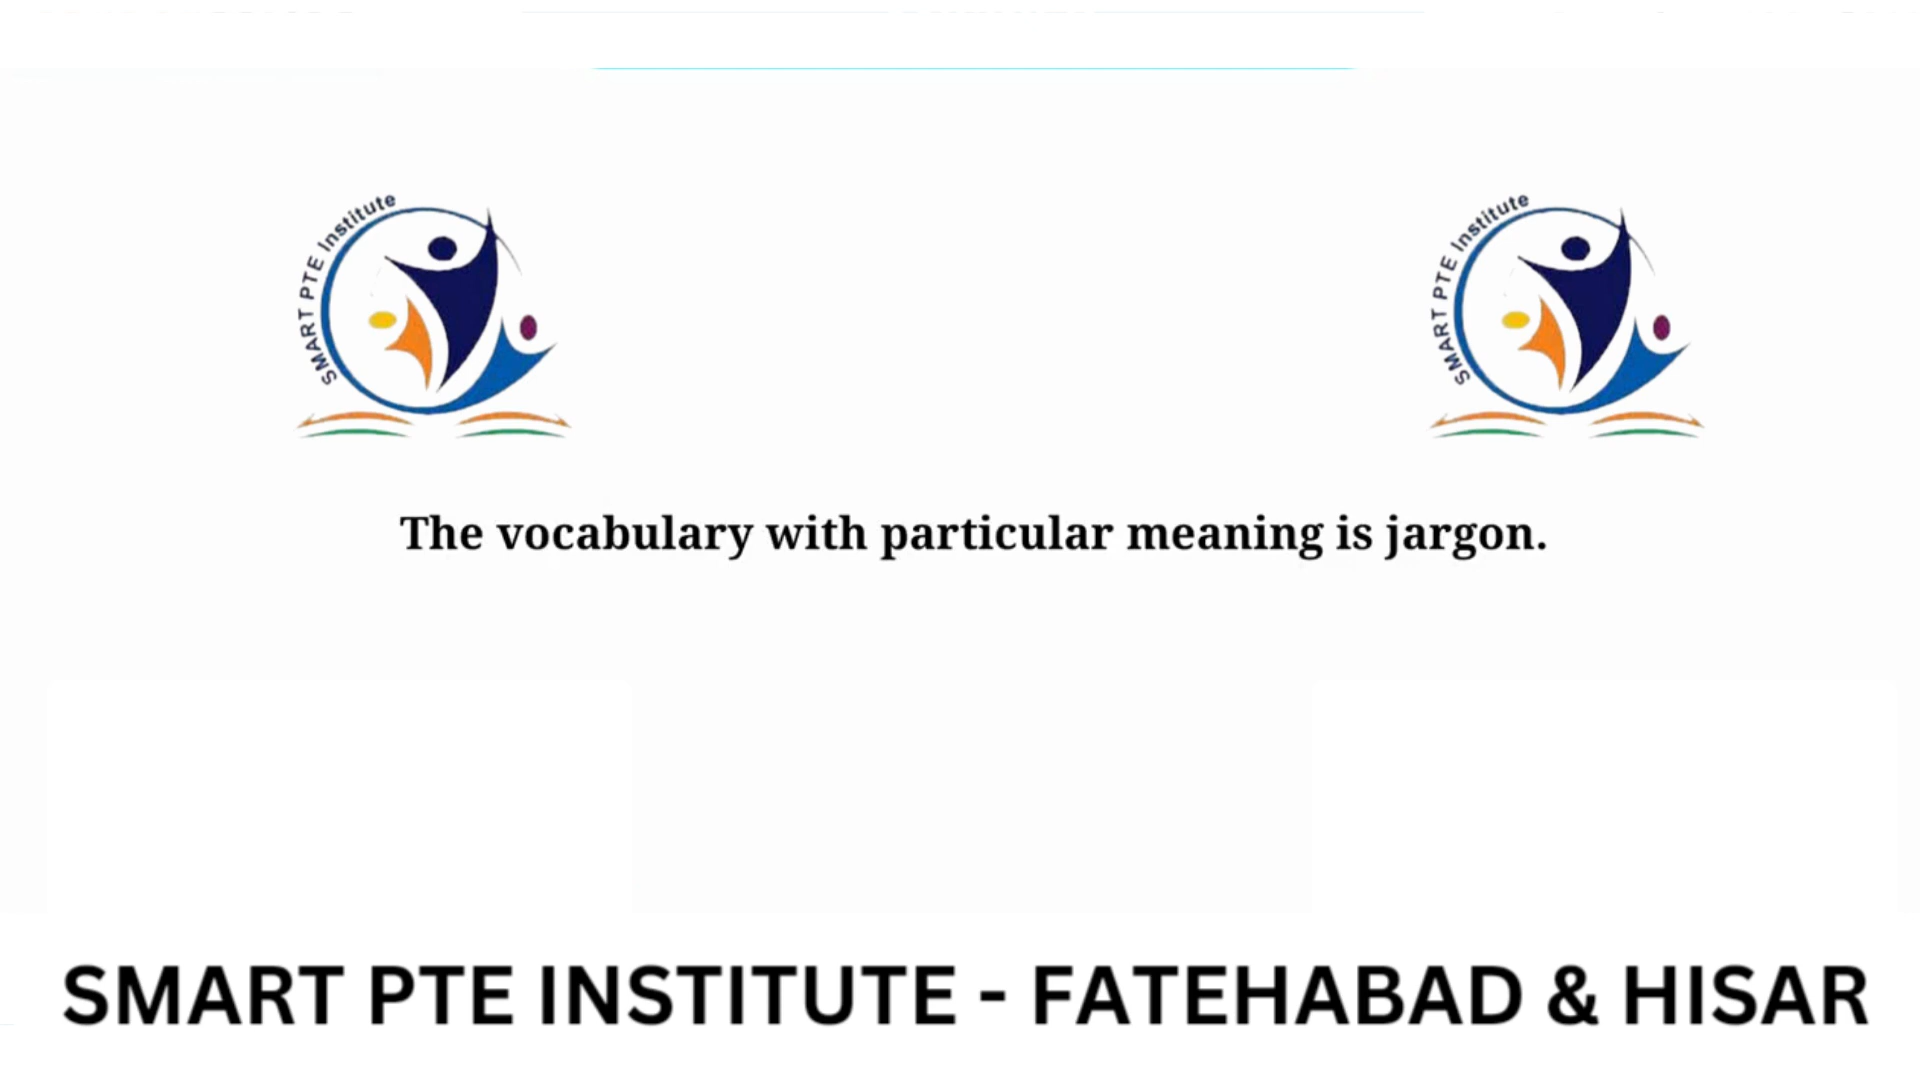 SMART PTE Institute
SMART PTE Institute
The vocabulary with particular meaning is jargon.
SMART PTE INSTITUTE - FATEHABAD & HISAR